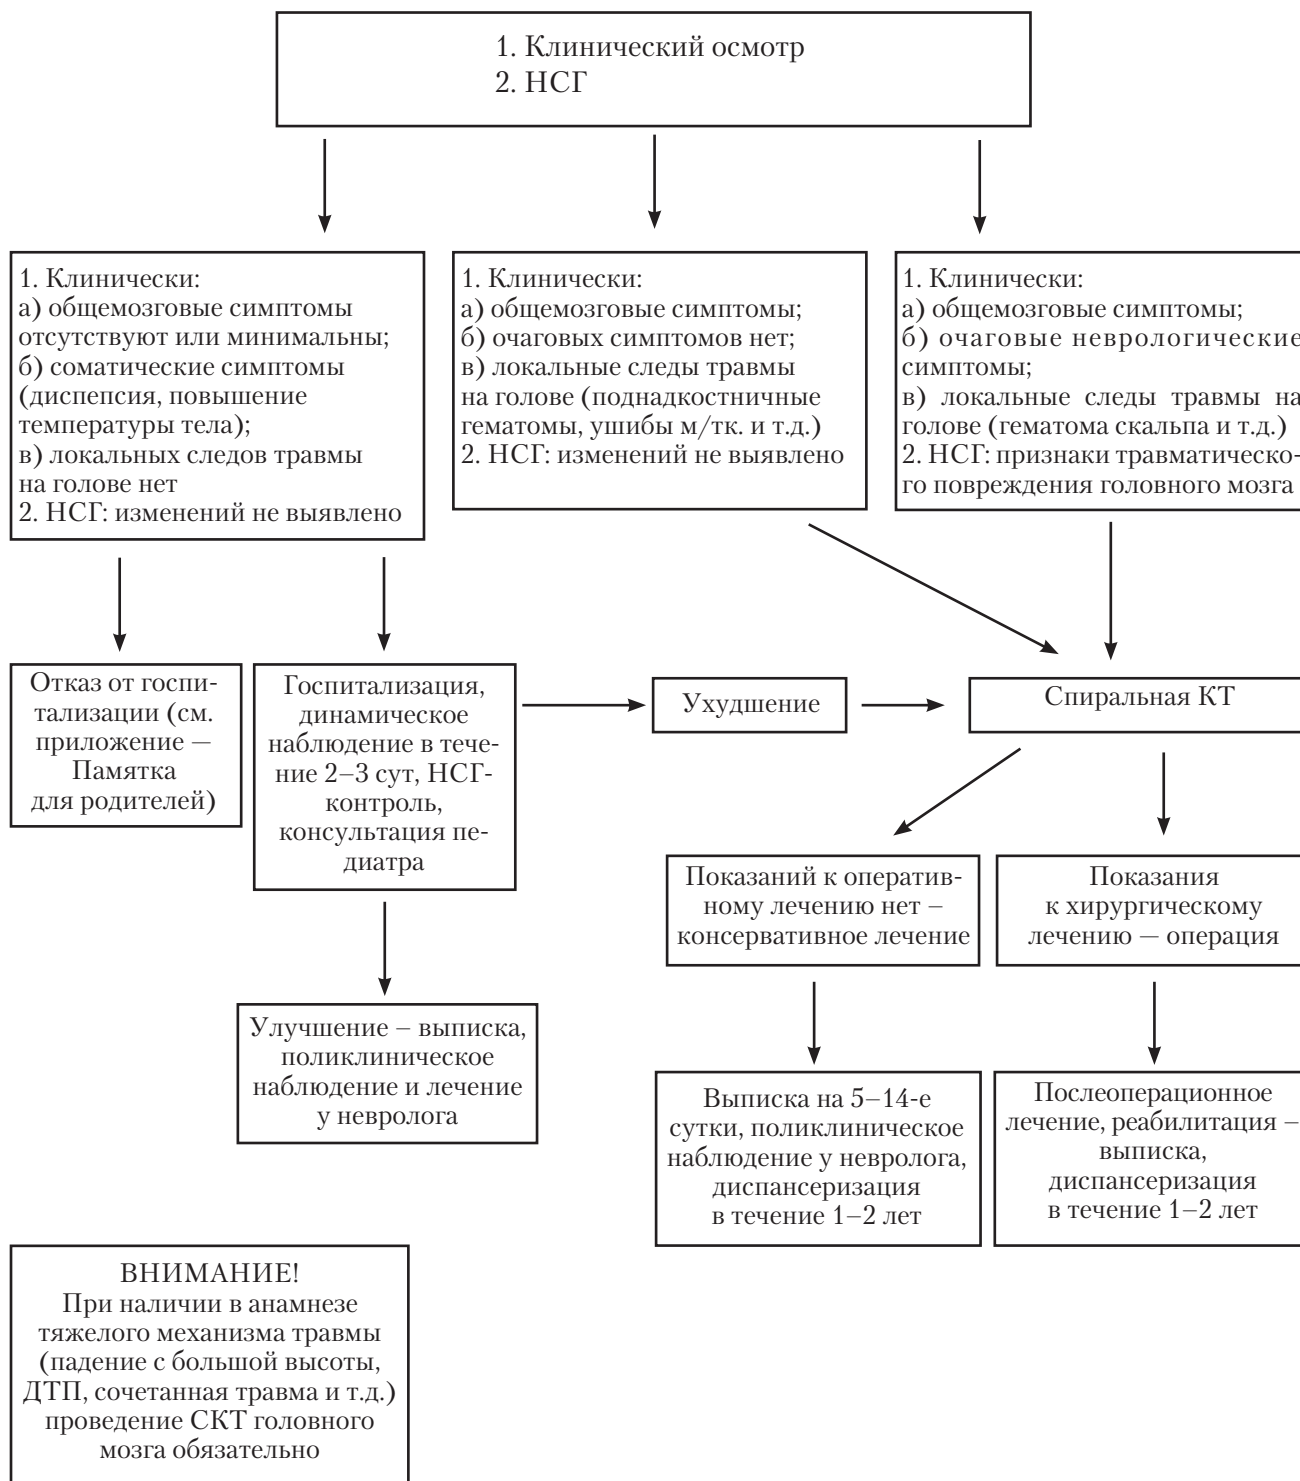 1. Клинический осмотр
2. НСГ
1. Клинически:
а) общемозговые симптомы
отсутствуют или минимальны;
б) соматические симптомы
(диспепсия, повышение
температуры тела);
в) локальных следов травмы
на голове нет
2. НСГ: изменений не выявлено
1. Клинически:
а) общемозговые симптомы;
б) очаговых симптомов нет;
в) локальные следы травмы
на голове (поднадкостничные
гематомы, ушибы м/тк. и т.д.)
2. НСГ: изменений не выявлено
1. Клинически:
а) общемозговые симптомы;
б) очаговые неврологические
симптомы;
в) локальные следы травмы на
голове (гематома скальпа и т.д.)
2. НСГ: признаки травматическо-
го повреждения головного мозга
Отказ от госпи-
тализации (см.
приложение —
Памятка
для родителей)
Госпитализация,
динамическое
наблюдение в тече-
ние 2–3 сут, НСГ-
контроль,
консультация пе-
диатра
Ухудшение
Спиральная КТ
Показаний к оператив-
ному лечению нет –
консервативное лечение
Показания
к хирургическому
лечению — операция
Улучшение – выписка,
поликлиническое
наблюдение и лечение
у невролога
Выписка на 5–14-е
сутки, поликлиническое
наблюдение у невролога,
диспансеризация
в течение 1–2 лет
Послеоперационное
лечение, реабилитация –
выписка,
диспансеризация
в течение 1–2 лет
ВНИМАНИЕ!
При наличии в анамнезе
тяжелого механизма травмы
(падение с большой высоты,
ДТП, сочетанная травма и т.д.)
проведение СКТ головного
мозга обязательно